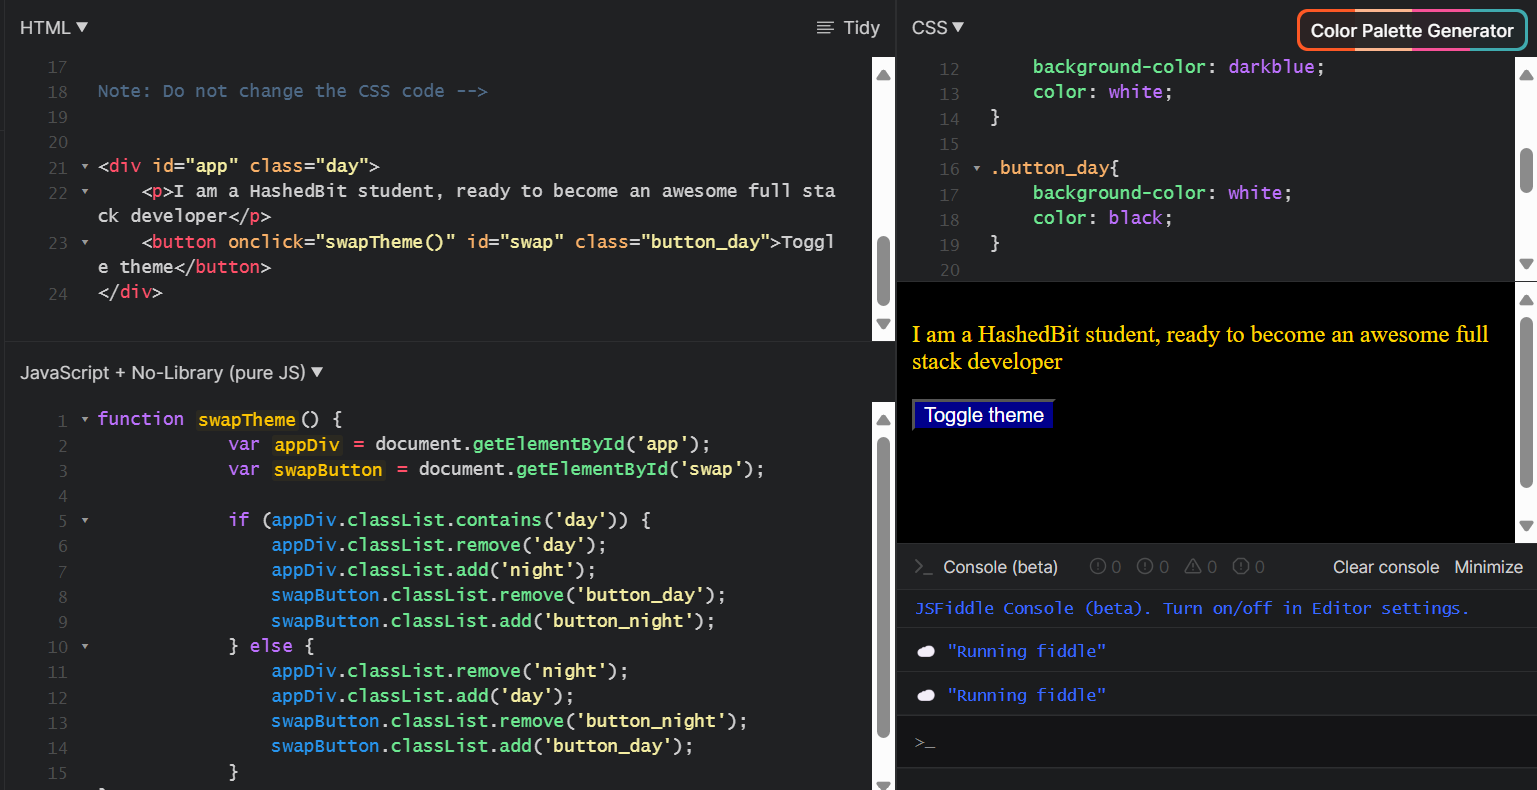 HTML ▼
Tidy
17
18 Note: Do not change the CSS code -->
19
20
21 <div id="app" class="day">
22 <p>I am a HashedBit student, ready to become an awesome full sta
ck developer</p>
23 <button onclick="swapTheme()" id="swap" class="button_day">Toggl
e theme</button>
24 </div>
JavaScript + No-Library (pure JS) ▼
1 function swapTheme() {
2 var appDiv = document.getElementById('app');
3 var swapButton = document.getElementById('swap');
4
5 if (appDiv.classList.contains('day')) {
6 appDiv.classList.remove('day');
7 appDiv.classList.add('night');
8 swapButton.classList.remove('button_day');
9 swapButton.classList.add('button_night');
10 } else {
11 appDiv.classList.remove('night');
12 appDiv.classList.add('day');
13 swapButton.classList.remove('button_night');
14 swapButton.classList.add('button_day');
15 }
CSS ▼
Color Palette Generator
12 background-color: darkblue;
13 color: white;
14 }
15
16 .button_day{
17 background-color: white;
18 color: black;
19 }
20
I am a HashedBit student, ready to become an awesome full
stack developer
Toggle theme
>_ Console (beta) 0 0 0 0 Clear console Minimize
JSFiddle Console (beta). Turn on/off in Editor settings.
"Running fiddle"
"Running fiddle"
>_